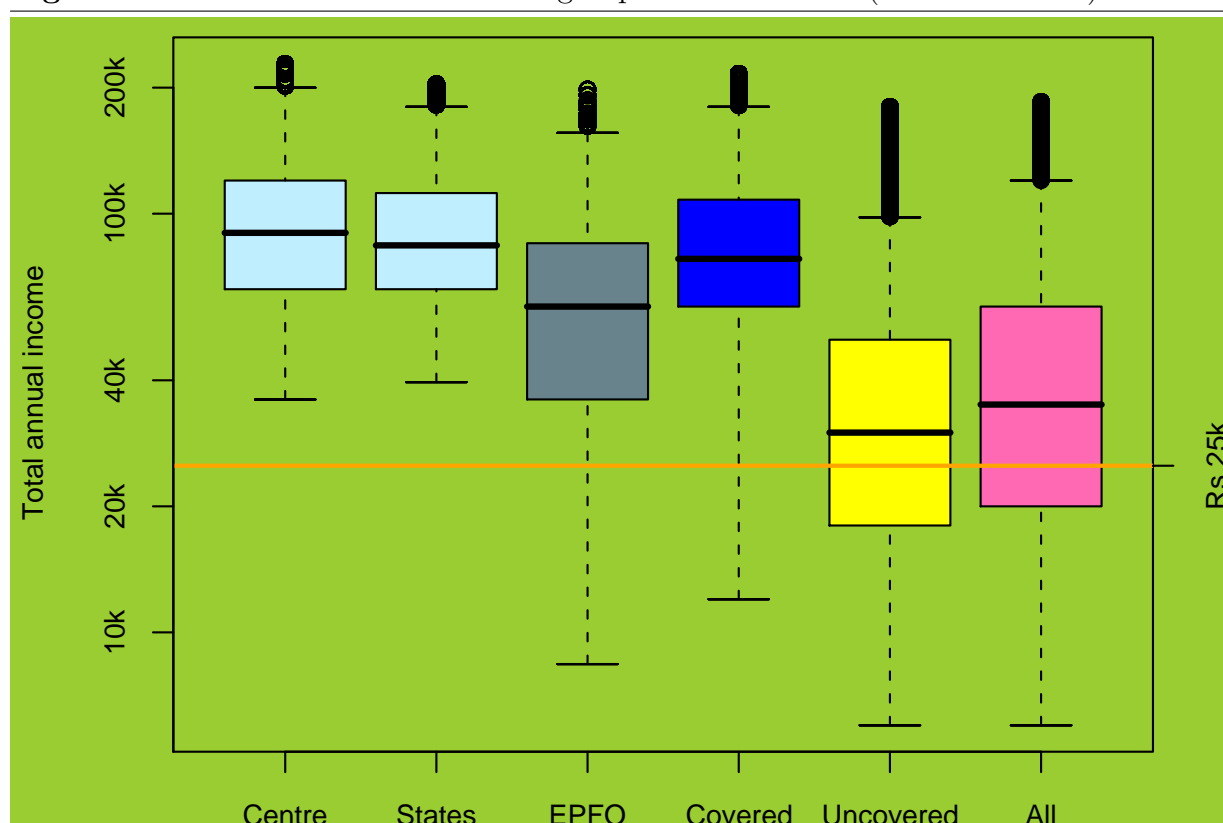 200k
100k
40k
20k
10k
Total annual income
Rs 25k
Centre States EPFO Covered Uncovered All